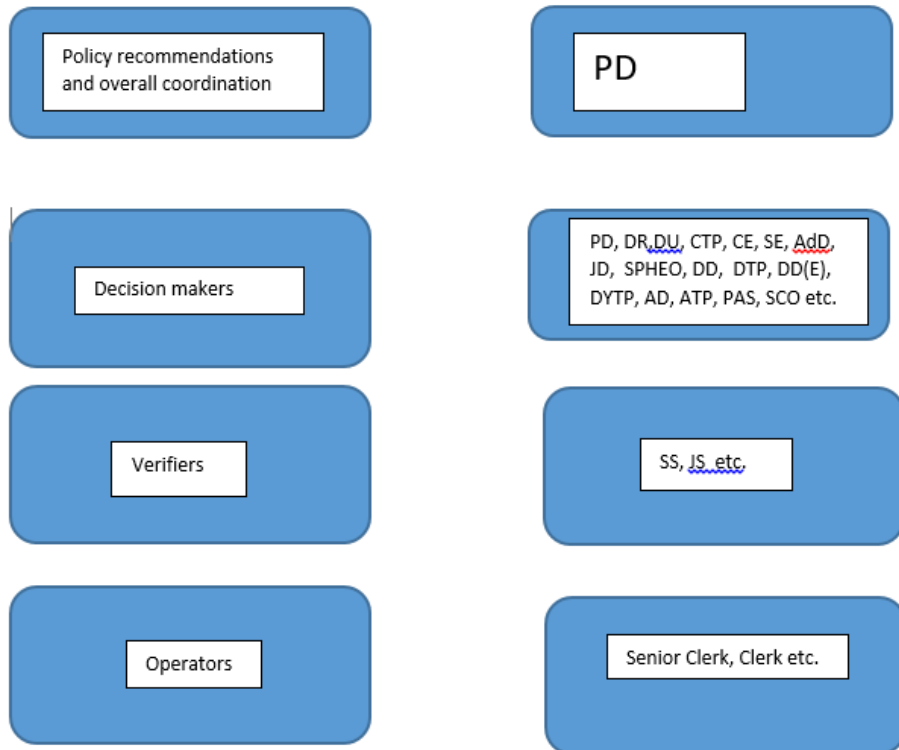 Policy recommendations
and overall coordination
PD
Decision makers
PD, DR,DU, CTP, CE, SE, AdD,
JD, SPHEO, DD, DTP, DD(E),
DYTP, AD, ATP, PAS, SCO etc.
Verifiers
SS, JS etc.
Operators
Senior Clerk, Clerk etc.